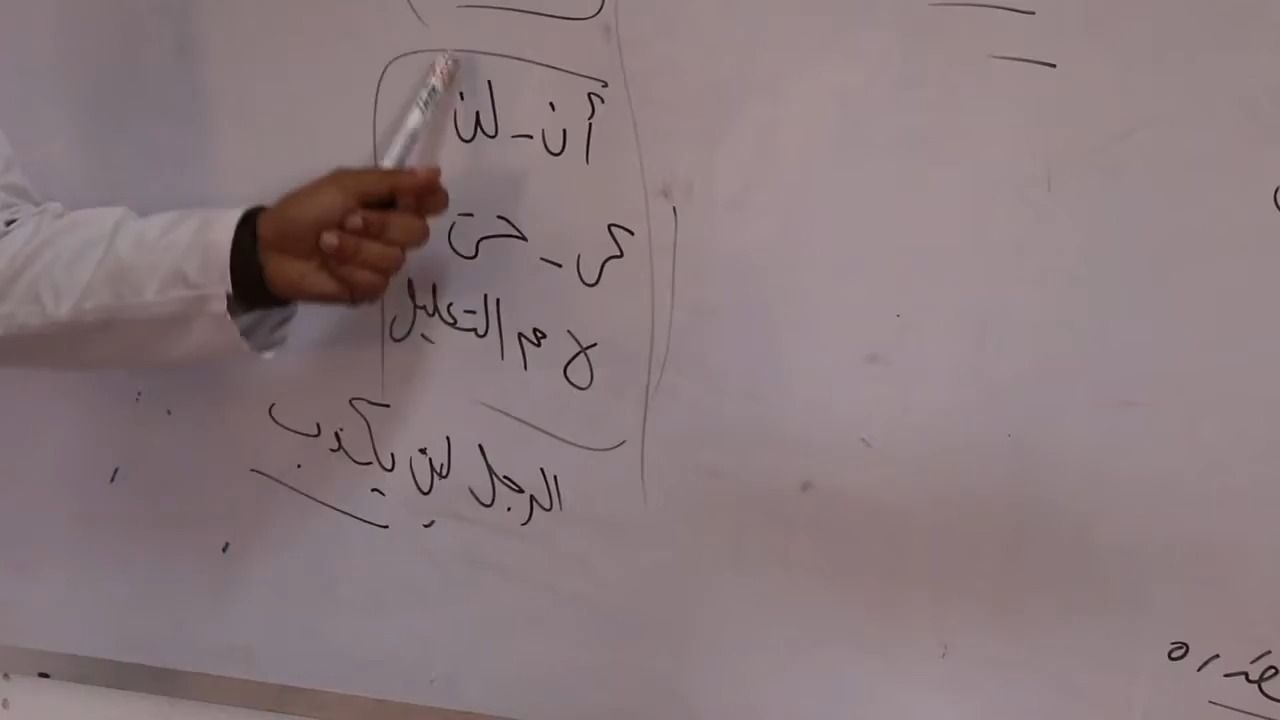 أن - لن
كي - حتى
لام التعليل
الرجل لن يكذب